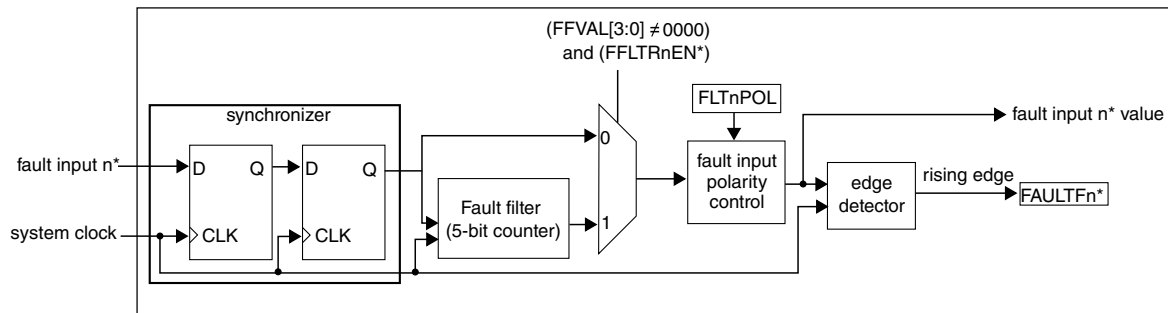 (FFVAL[3:0] ≠ 0000)
and (FFLTRnEN*)
FLTnPOL
synchronizer
fault input n*
D
Q
D
Q
0
fault input
polarity
control
fault input n* value
edge
detector
rising edge
FAULTFn*
Fault filter
(5-bit counter)
1
system clock
CLK
CLK